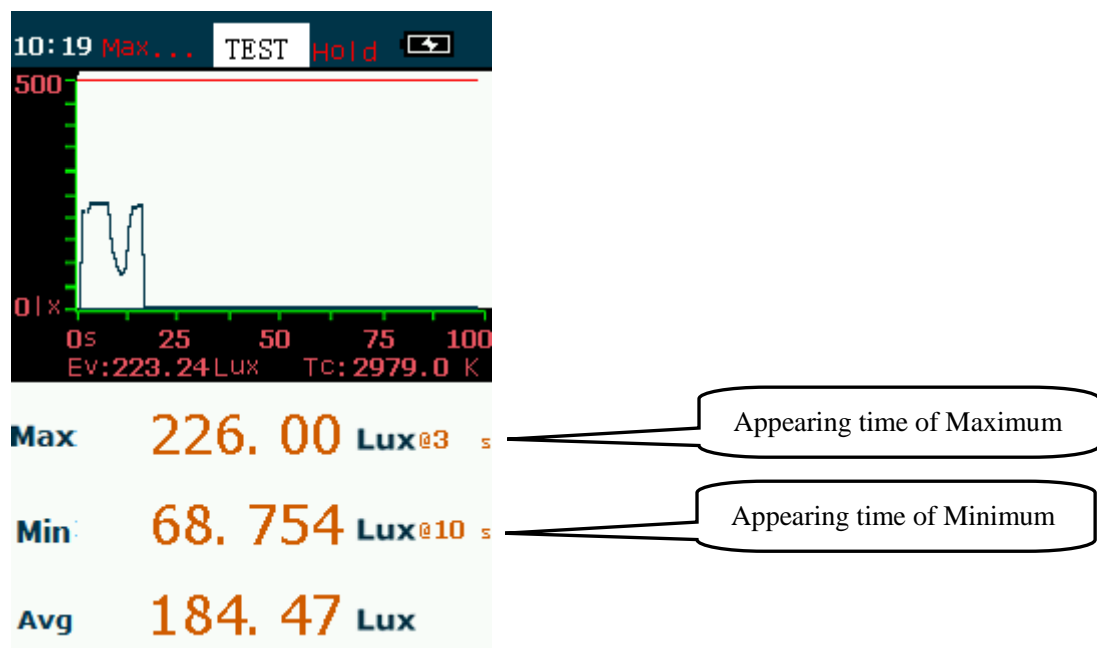 10:19 Max... TEST Hold
500
0lx
0s 25 50 75 100
Ev:223.24Lux Tc:2979.0 K
Max 226.00 Lux@3 s
Appearing time of Maximum
Min 68.754 Lux@10 s
Appearing time of Minimum
Avg 184.47 Lux